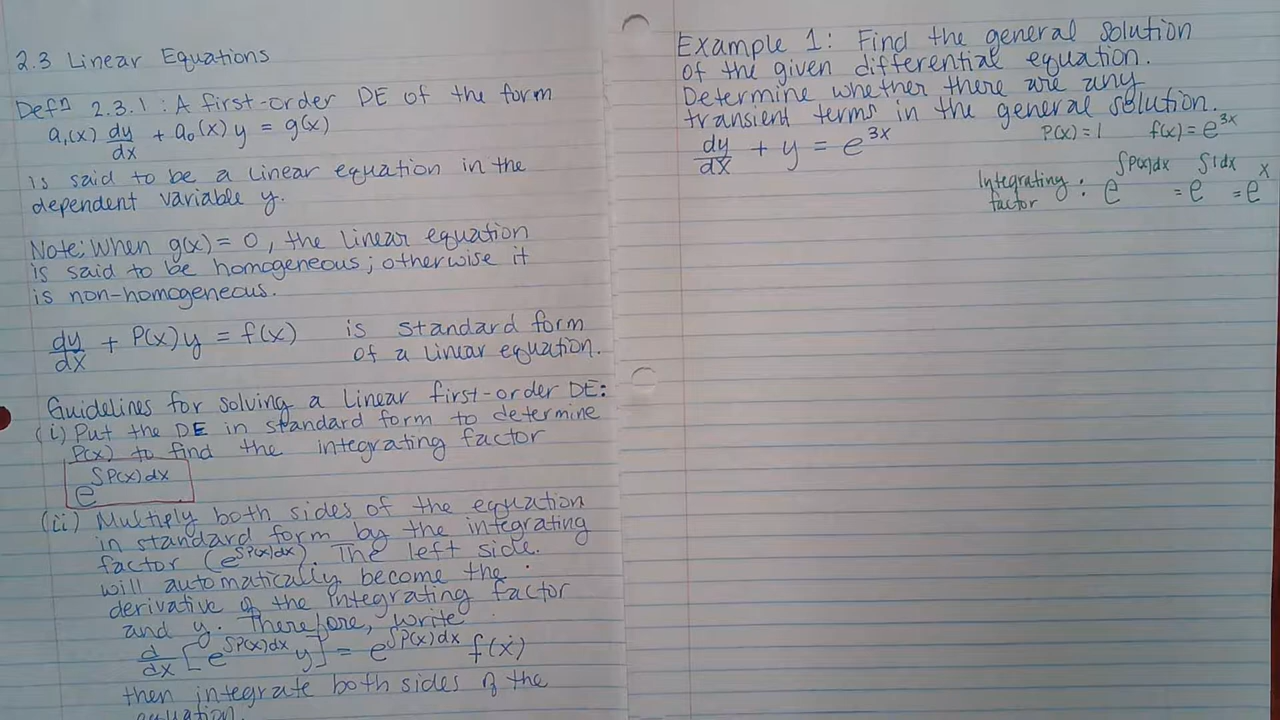 2.3 Linear Equations
Defⁿ 2.3.1 : A first-order DE of the form
a₁(x) dy/dx + a₀(x) y = g(x)
is said to be a linear equation in the
dependent variable y.
Note: When g(x) = 0, the linear equation
is said to be homogeneous; otherwise it
is non-homogeneous.
dy/dx + P(x)y = f(x) is standard form
of a linear equation.
Guidelines for solving a linear first-order DE:
(i) Put the DE in standard form to determine
P(x) to find the integrating factor
e^∫P(x)dx
(ii) Multiply both sides of the equation
in standard form by the integrating
factor (e^∫P(x)dx). The left side.
will automatically become the
derivative of the integrating factor
and y. Therefore, write
d/dx [e^∫P(x)dx y] = e^∫P(x)dx f(x)
then integrate both sides of the
equation.
Example 1: Find the general solution
of the given differential equation.
Determine whether there are any
transient terms in the general solution.
dy/dx + y = e^3x P(x) = 1 f(x) = e^3x
Integrating factor : e^∫P(x)dx = e^∫1dx = e^x